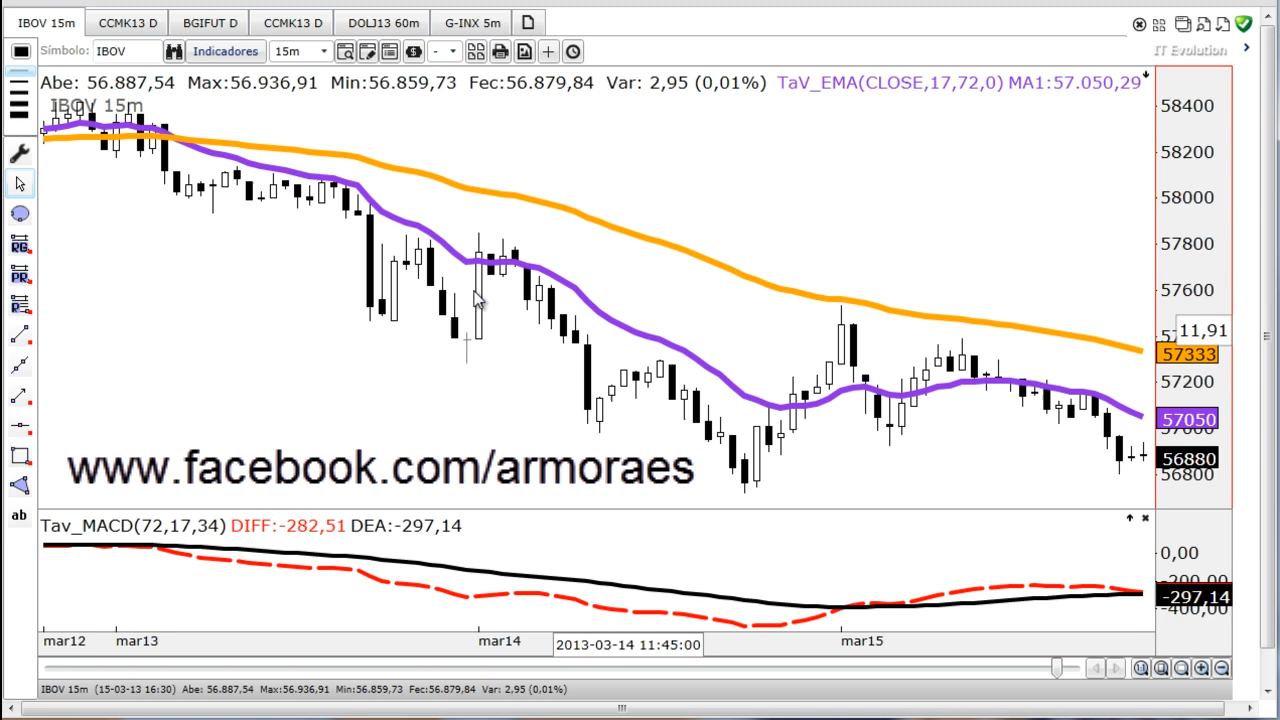 IBOV 15m CCMK13 D BGIFUT D CCMK13 D DOLJ13 60m G-INX 5m
Símbolo: IBOV Indicadores 15m - IT Evolution
Abe: 56.887,54 Max:56.936,91 Min:56.859,73 Fec:56.879,84 Var: 2,95 (0,01%) TaV_EMA(CLOSE,17,72,0) MA1:57.050,29
IBOV 15m
58400
58200
58000
57800
57600
11,91
57333
57200
57050
57000
56880
56800
RG
PR
ab
www.facebook.com/armoraes
Tav_MACD(72,17,34) DIFF:-282,51 DEA:-297,14
0,00
-200,00
-297,14
-400,00
mar12 mar13 mar14 2013-03-14 11:45:00 mar15
IBOV 15m (15-03-13 16:30) Abe: 56.887,54 Max:56.936,91 Min:56.859,73 Fec:56.879,84 Var: 2,95 (0,01%)